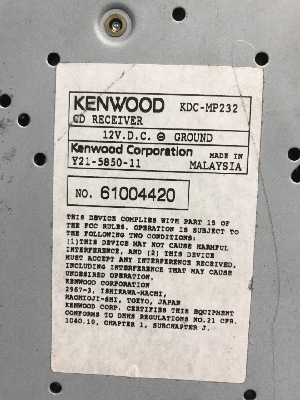 KENWOOD KDC-MP232
CD RECEIVER
12V.D.C. ⊖ GROUND
Kenwood Corporation MADE IN
Y21-5850-11 MALAYSIA
NO. 61004420
THIS DEVICE COMPLIES WITH PART 15 OF
THE FCC RULES. OPERATION IS SUBJECT TO
THE FOLLOWING TWO CONDITIONS:
(1)THIS DEVICE MAY NOT CAUSE HARMFUL
INTERFERENCE, AND (2) THIS DEVICE
MUST ACCEPT ANY INTERFERENCE RECEIVED,
INCLUDING INTERFERENCE THAT MAY CAUSE
UNDESIRED OPERATION.
KENWOOD CORPORATION
2967-3, ISHIKAWA-MACHI,
HACHIOJI-SHI, TOKYO, JAPAN
KENWOOD CORP. CERTIFIES THIS EQUIPMENT
CONFORMS TO DHHS REGULATIONS NO.21 CFR.
1040.10, CHAPTER 1, SUBCHAPTER J.